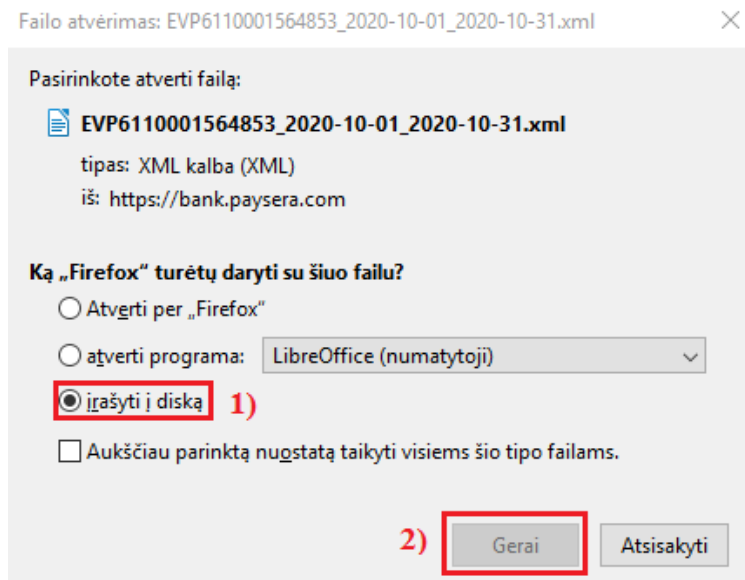 Failo atvėrimas: EVP6110001564853_2020-10-01_2020-10-31.xml
Pasirinkote atverti failą:
EVP6110001564853_2020-10-01_2020-10-31.xml
tipas: XML kalba (XML)
iš: https://bank.paysera.com
Ką „Firefox“ turėtų daryti su šiuo failu?
Atverti per „Firefox“
atverti programa: LibreOffice (numatytoji)
įrašyti į diską 1)
Aukščiau parinktą nuostatą taikyti visiems šio tipo failams.
2) Gerai Atsisakyti